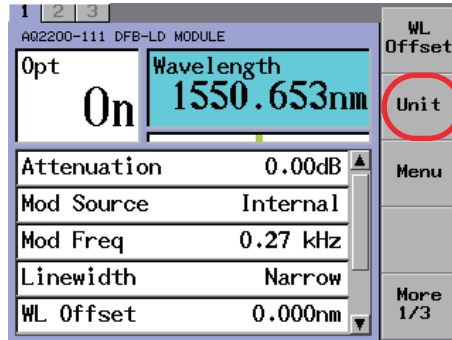 1 2 3
AQ2200-111 DFB-LD MODULE
Opt
On
Wavelength
1550.653nm
Attenuation 0.00dB
Mod Source Internal
Mod Freq 0.27 kHz
Linewidth Narrow
WL Offset 0.000nm
WL
Offset
Unit
Menu
More
1/3